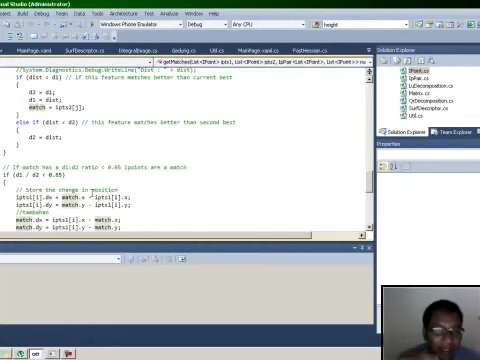 Visual Studio (Administrator)
Project Build Debug Team Data Tools Architecture Test Analyze Window Help
Windows Phone Emulator Debug Any CPU height
MainPage.xaml SurfDescriptor.cs IntegralImage.cs Gedung.cs Util.cs MainPage.xaml.cs FastHessian.cs
getMatches(List<IPoint> ipts1, List<IPoint> ipts2, IpPair.C List<IPoint> mo
//System.Diagnostics.Debug.WriteLine("Dist : " + dist);
if (dist < d1) // if this feature matches better than current best
{
d2 = d1;
d1 = dist;
match = ipts2[j];
}
else if (dist < d2) // this feature matches better than second best
{
d2 = dist;
}
}
// If match has a d1:d2 ratio < 0.65 ipoints are a match
if (d1 / d2 < 0.65)
{
// Store the change in position
ipts1[i].dx = match.x - ipts1[i].x;
ipts1[i].dy = match.y - ipts1[i].y;
//tambahan
match.dx = ipts1[i].x - match.x;
match.dy = ipts1[i].y - match.y;
Solution Explorer
IPoint.cs
IpPair.cs
LuDecomposition.cs
Matrix.cs
QrDecomposition.cs
SurfDescriptor.cs
Util.cs
Solution Explorer Team Explorer
Properties